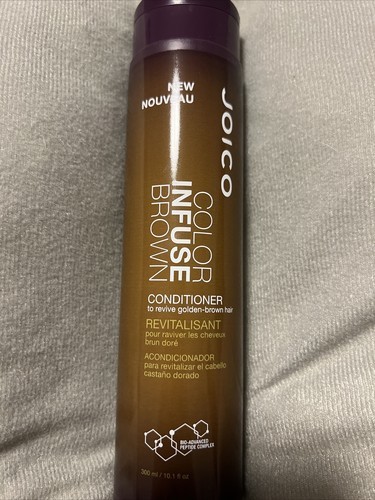 NEW
NOUVEAU
JOICO
COLOR
INFUSE
BROWN
CONDITIONER
to revive golden-brown hair
REVITALISANT
pour raviver les cheveux
brun doré
ACONDICIONADOR
para revitalizar el cabello
castaño dorado
BIO-ADVANCED
PEPTIDE COMPLEX
300 ml / 10.1 fl oz